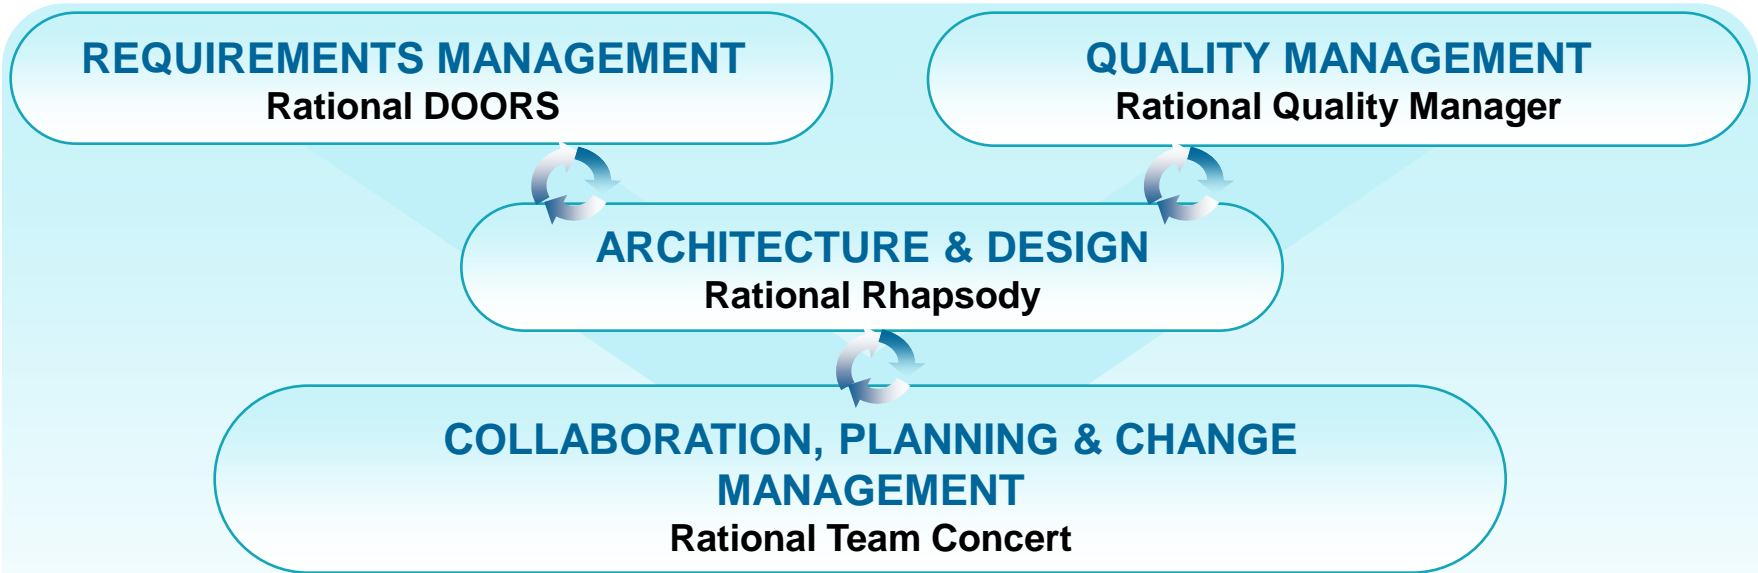 REQUIREMENTS MANAGEMENT
Rational DOORS
QUALITY MANAGEMENT
Rational Quality Manager
ARCHITECTURE & DESIGN
Rational Rhapsody
COLLABORATION, PLANNING & CHANGE
MANAGEMENT
Rational Team Concert